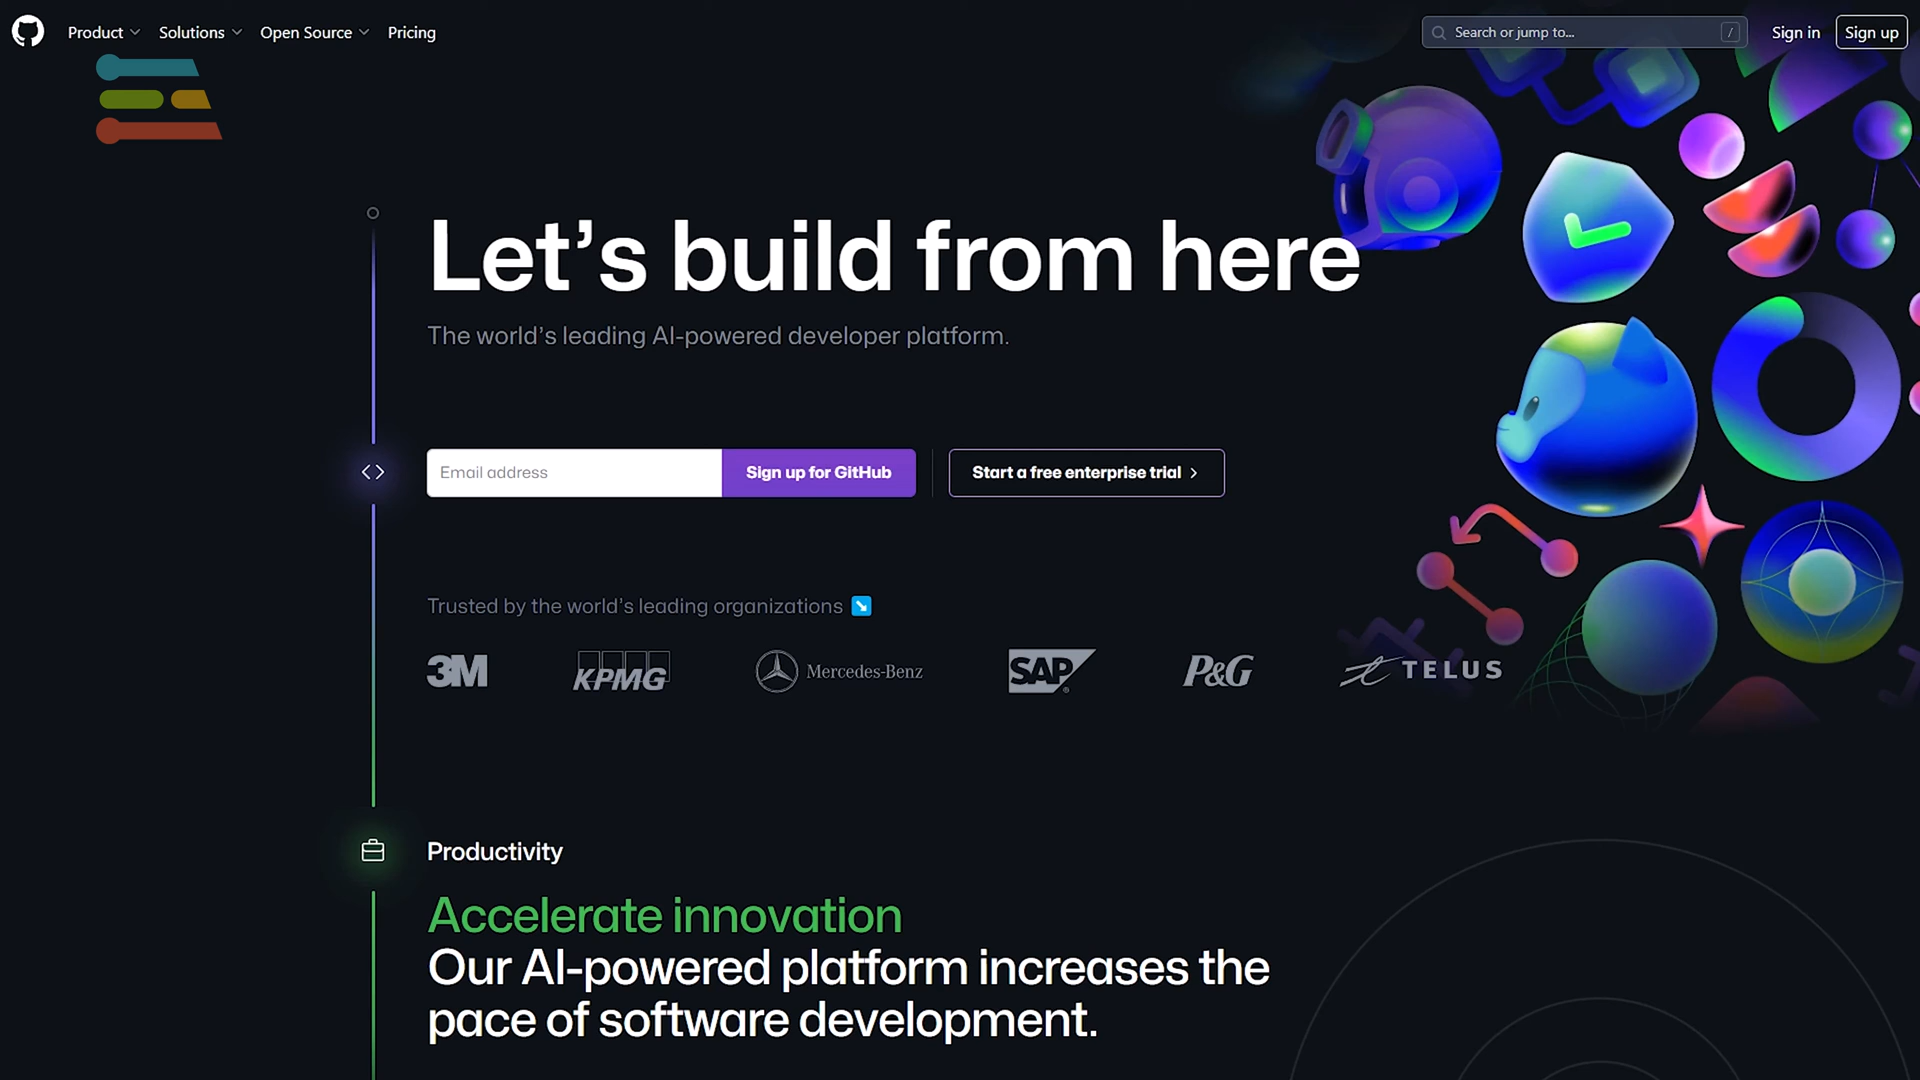 Product
Solutions
Open Source
Pricing
Search or jump to...
/
Sign in
Sign up
Let’s build from here
The world’s leading AI-powered developer platform.
Email address
Sign up for GitHub
Start a free enterprise trial
Trusted by the world’s leading organizations
3M
KPMG
Mercedes-Benz
SAP
P&G
TELUS
Productivity
Accelerate innovation
Our AI-powered platform increases the
pace of software development.